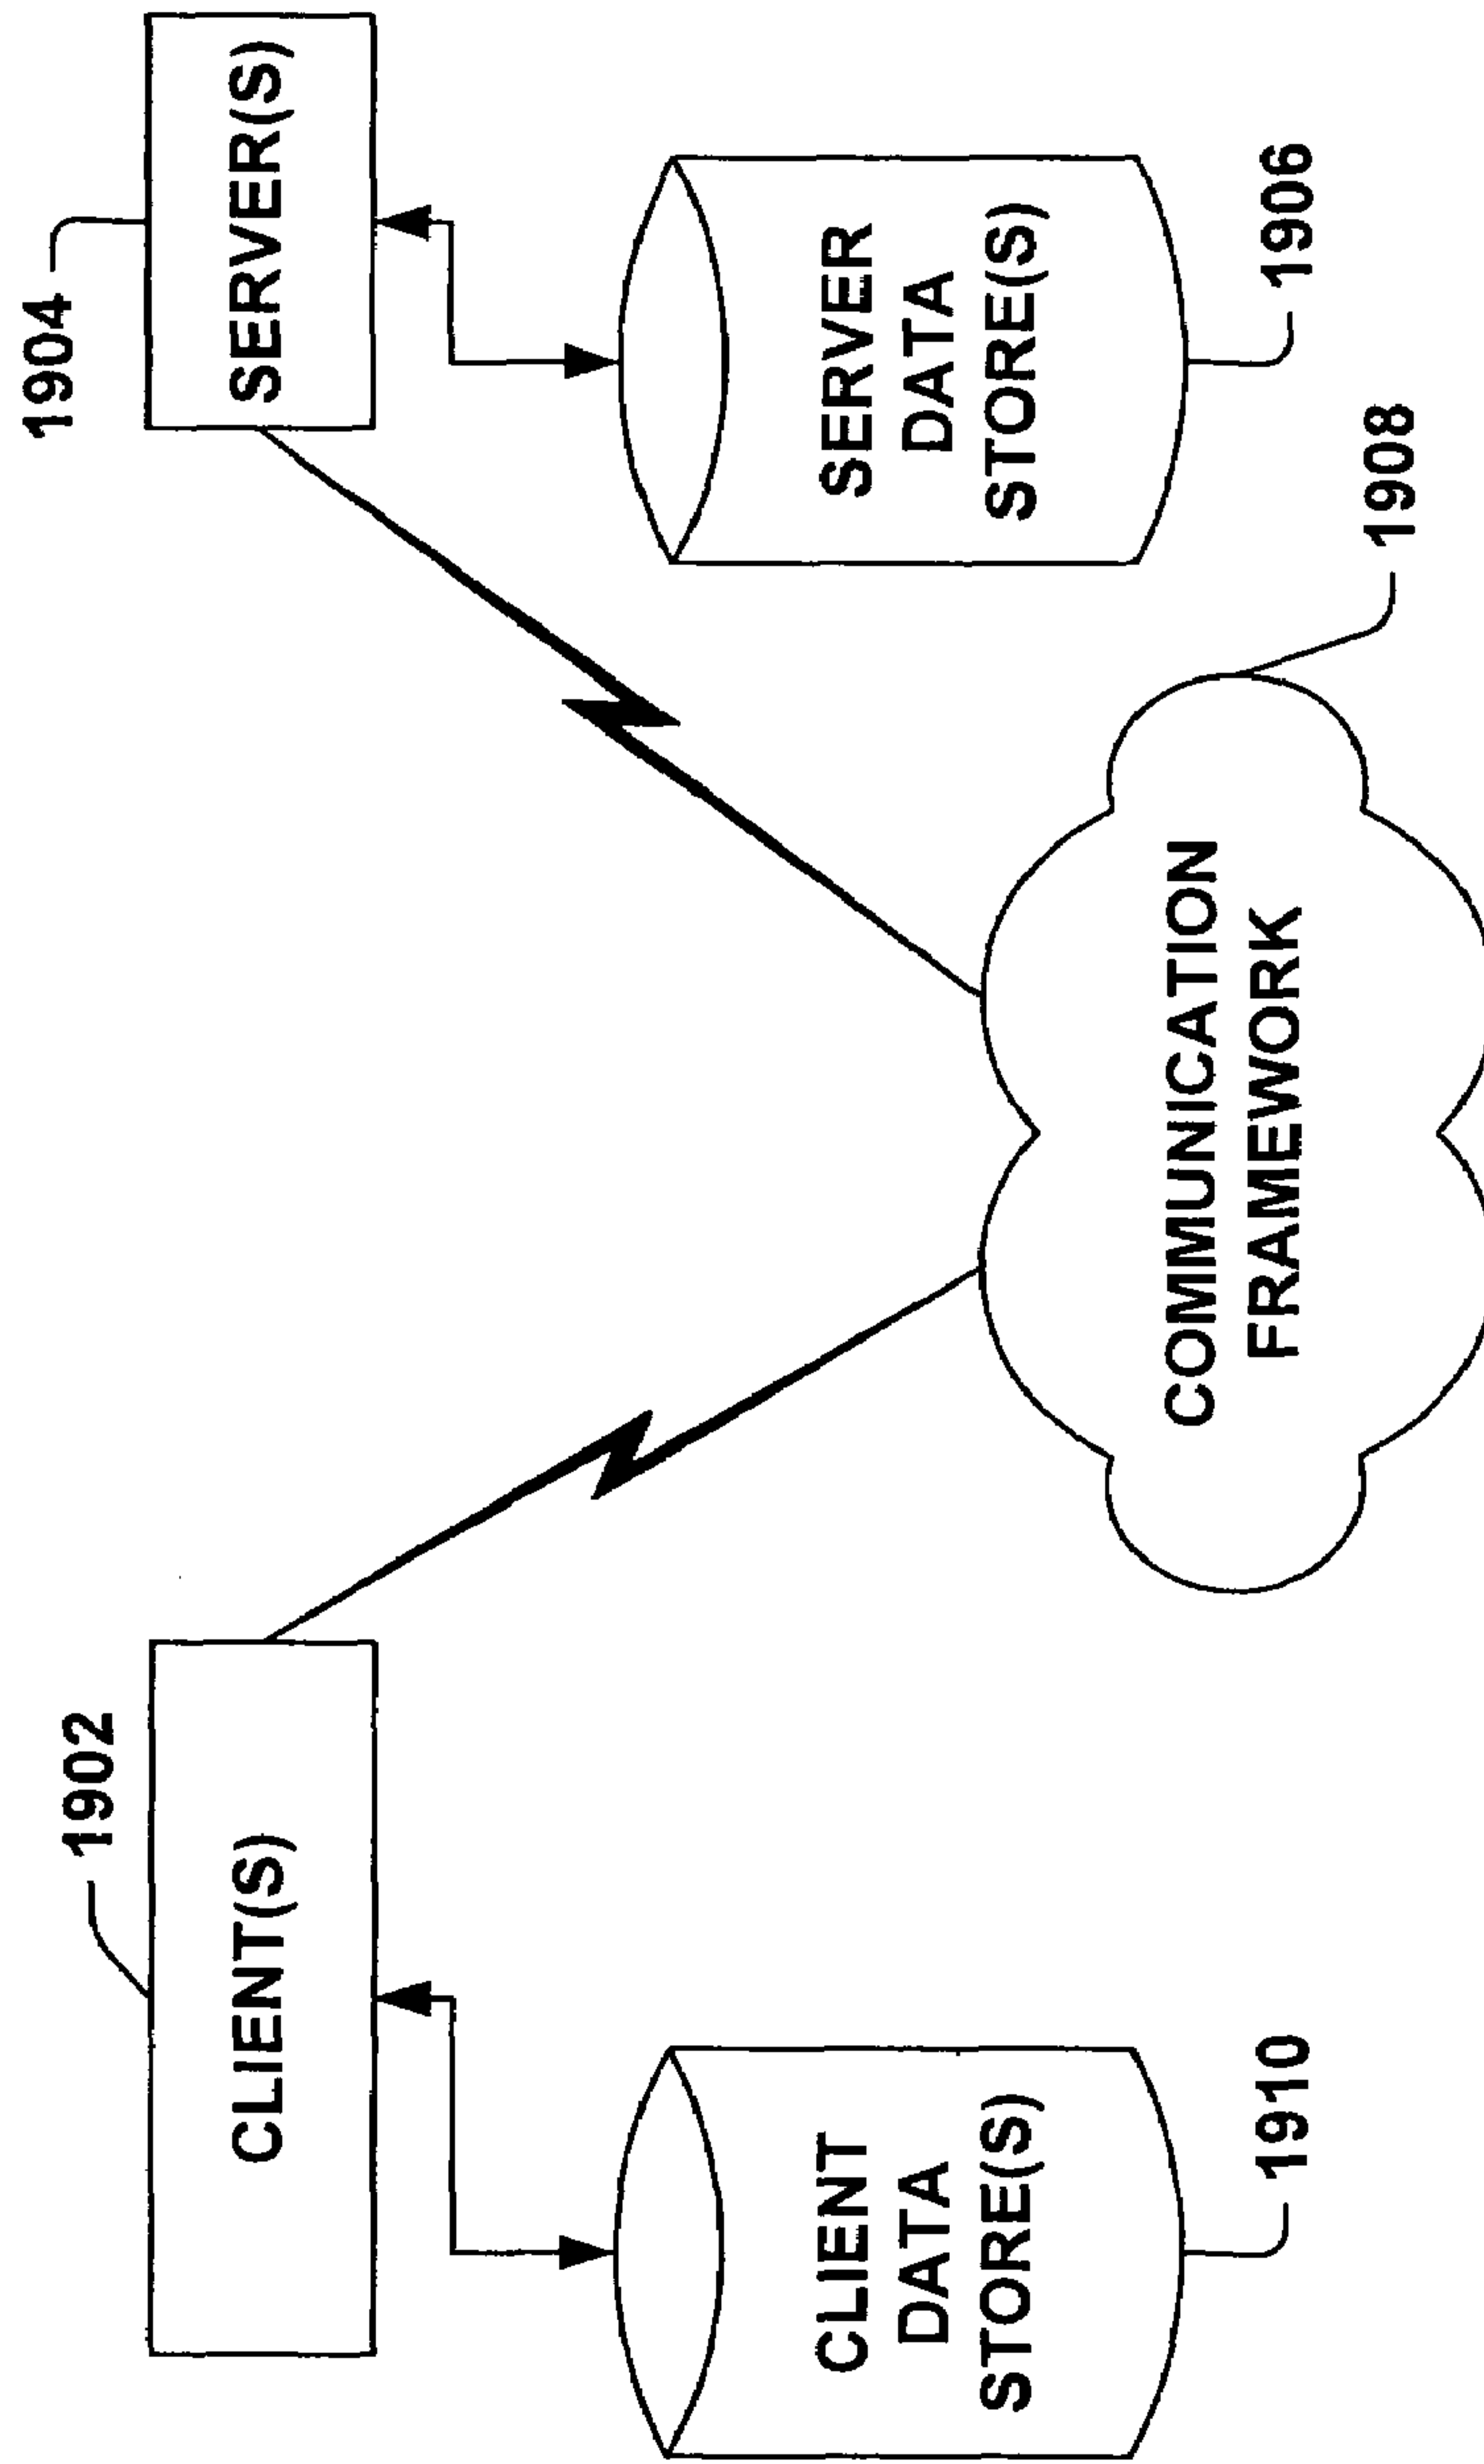 1902
CLIENT(S)
1904
SERVER(S)
CLIENT
DATA
STORE(S)
1910
SERVER
DATA
STORE(S)
1906
COMMUNICATION
FRAMEWORK
1908